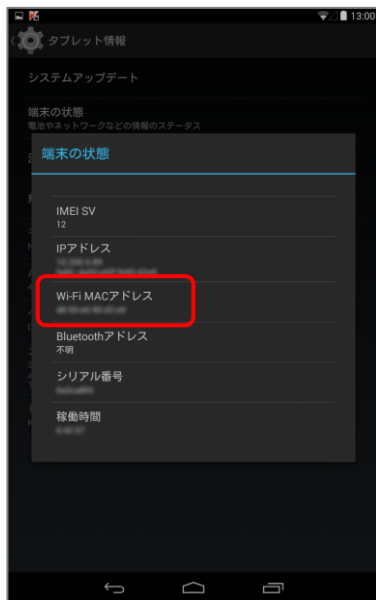 13:00
タブレット情報
システムアップデート
端末の状態
電池やネットワークなどの情報のステータス
端末の状態
IMEI SV
12
IPアドレス
Wi-Fi MACアドレス
Bluetoothアドレス
不明
シリアル番号
稼働時間